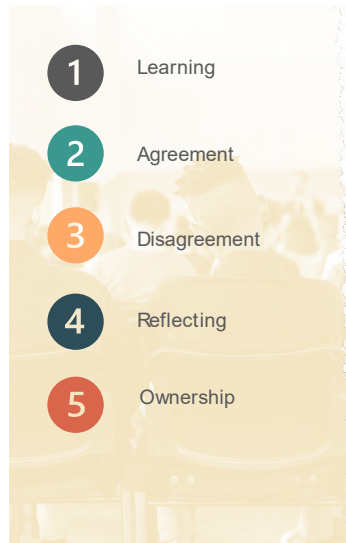 1 Learning
2 Agreement
3 Disagreement
4 Reflecting
5 Ownership